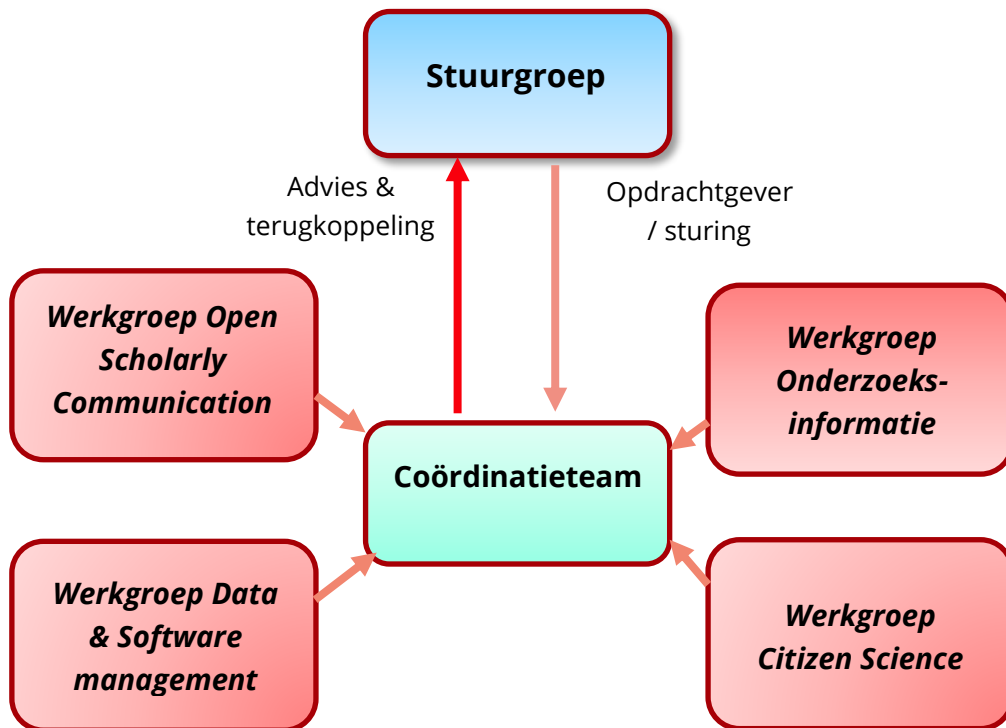 Stuurgroep
Advies &
terugkoppeling
Opdrachtgever
/ sturing
Werkgroep Open
Scholarly
Communication
Werkgroep
Onderzoeks-
informatie
Coördinatieteam
Werkgroep Data
& Software
management
Werkgroep
Citizen Science